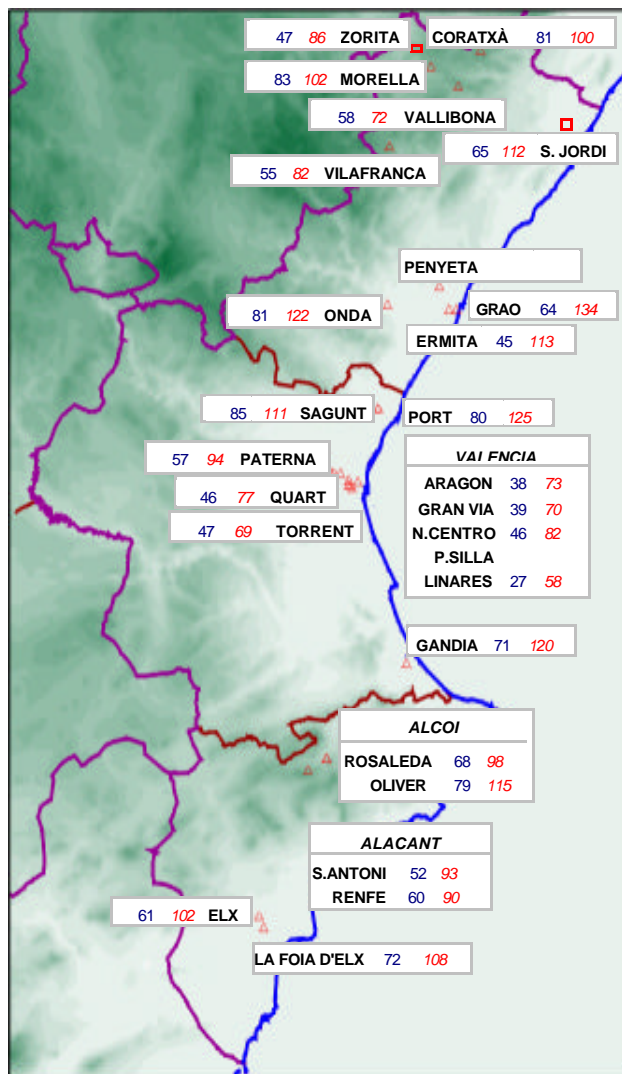 47 86 ZORITA
CORATXÀ 81 100
83 102 MORELLA
58 72 VALLIBONA
65 112 S. JORDI
55 82 VILAFRANCA
PENYETA
GRAO 64 134
81 122 ONDA
ERMITA 45 113
85 111 SAGUNT
PORT 80 125
57 94 PATERNA
46 77 QUART
47 69 TORRENT
VALENCIA
ARAGON 38 73
GRAN VIA 39 70
N.CENTRO 46 82
P.SILLA
LINARES 27 58
GANDIA 71 120
ALCOI
ROSALEDA 68 98
OLIVER 79 115
ALACANT
S.ANTONI 52 93
RENFE 60 90
61 102 ELX
LA FOIA D'ELX 72 108